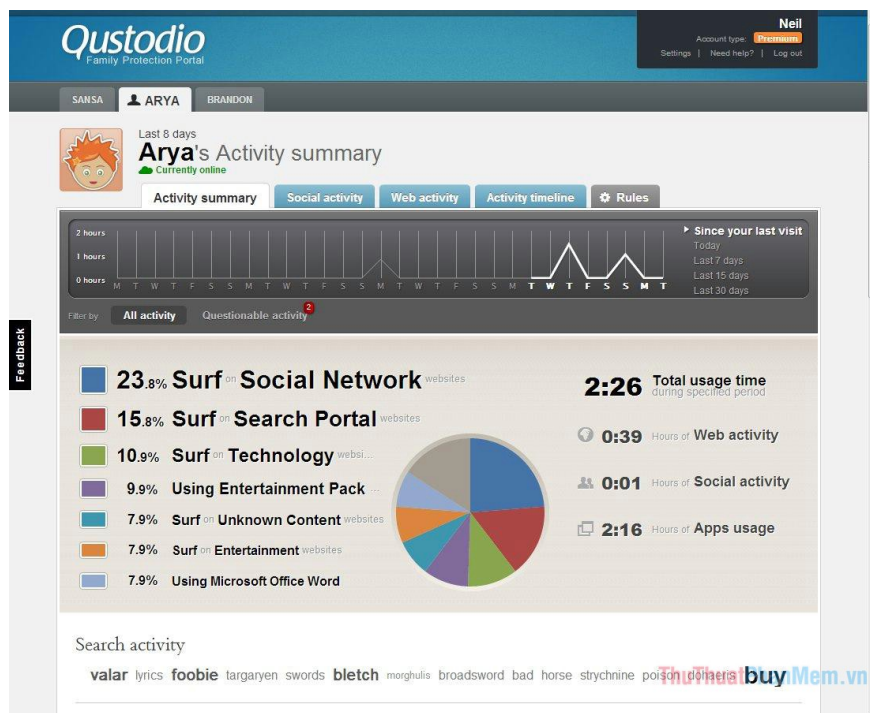 Qustodio
Family Protection Portal
Neil
Account type: Premium
Settings | Need help? | Log out
SANSA ARYA BRANDON
Last 8 days
Arya's Activity summary
Currently online
Activity summary Social activity Web activity Activity timeline Rules
2 hours
1 hours
0 hours
M T W T F S S M T W T F S S M T W T F S S M T W T F S S M T
Since your last visit
Today
Last 7 days
Last 15 days
Last 30 days
Filter by All activity Questionable activity 2
Feedback
23.8% Surf on Social Network websites
15.8% Surf on Search Portal websites
10.9% Surf on Technology websi...
9.9% Using Entertainment Pack ...
7.9% Surf on Unknown Content websites
7.9% Surf on Entertainment websites
7.9% Using Microsoft Office Word
2:26 Total usage time
during specified period
0:39 Hours of Web activity
0:01 Hours of Social activity
2:16 Hours of Apps usage
Search activity
valar lyrics foobie targaryen swords bletch morghulis broadsword bad horse strychnine poison dohaeris buy
ThuThuatPhanMem.vn